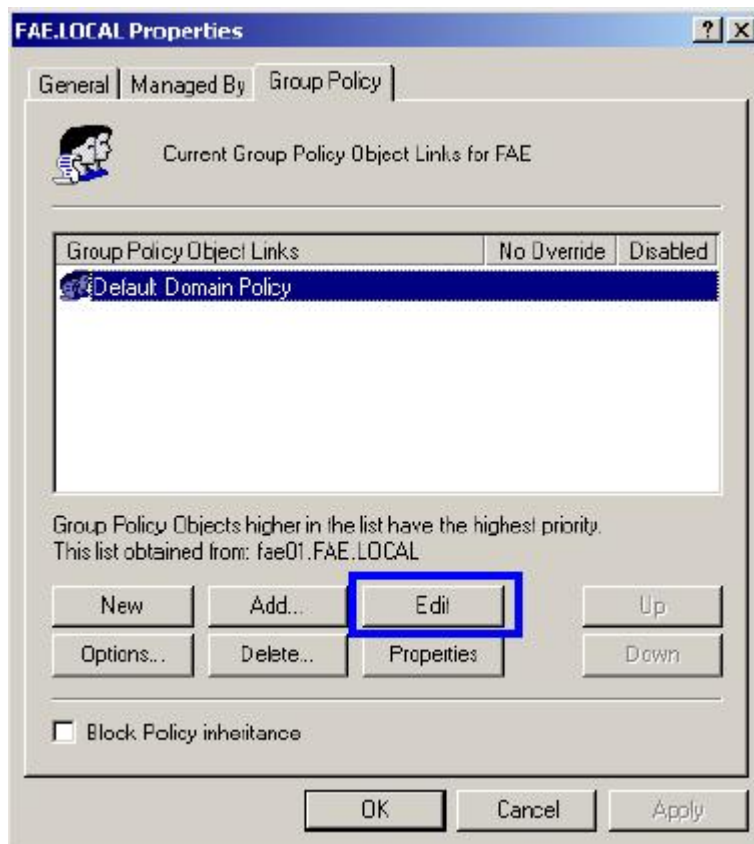 FAE.LOCAL Properties
General Managed By Group Policy
Current Group Policy Object Links for FAE
Group Policy Object Links No Override Disabled
Default Domain Policy
Group Policy Objects higher in the list have the highest priority.
This list obtained from: fae01.FAE.LOCAL
New Add... Edit Up
Options... Delete... Properties Down
Block Policy inheritance
OK Cancel Apply